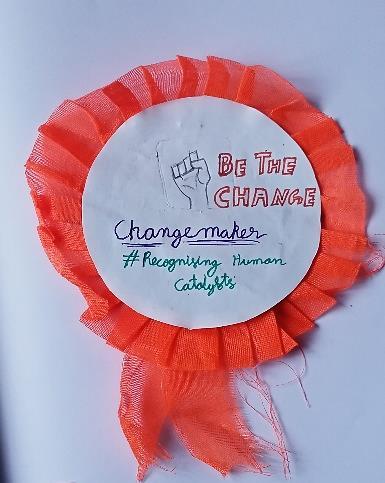 BE THE
CHANGE
Changemaker
#Recognising Human
Catalysts